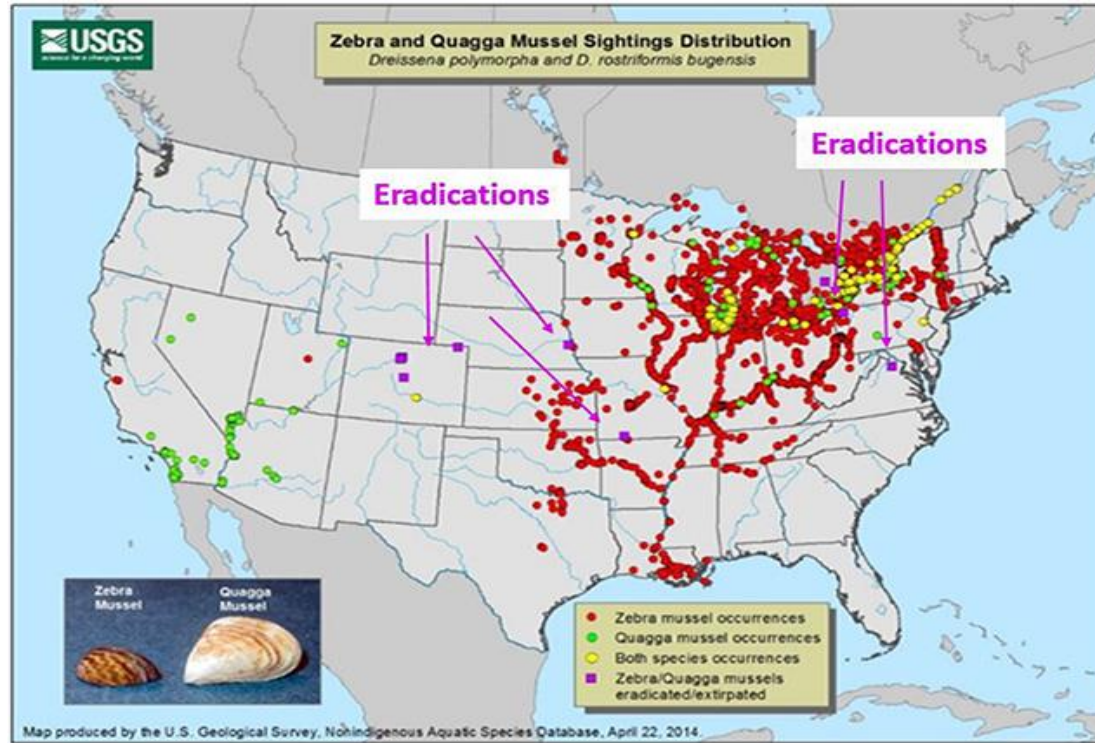 USGS
science for a changing world
Zebra and Quagga Mussel Sightings Distribution
Dreissena polymorpha and D. rostriformis bugensis
Eradications
Eradications
Zebra
Mussel
Quagga
Mussel
Zebra mussel occurrences
Quagga mussel occurrences
Both species occurrences
Zebra/Quagga mussels
eradicated/extirpated
Map produced by the U.S. Geological Survey, Nonindigenous Aquatic Species Database, April 22, 2014.